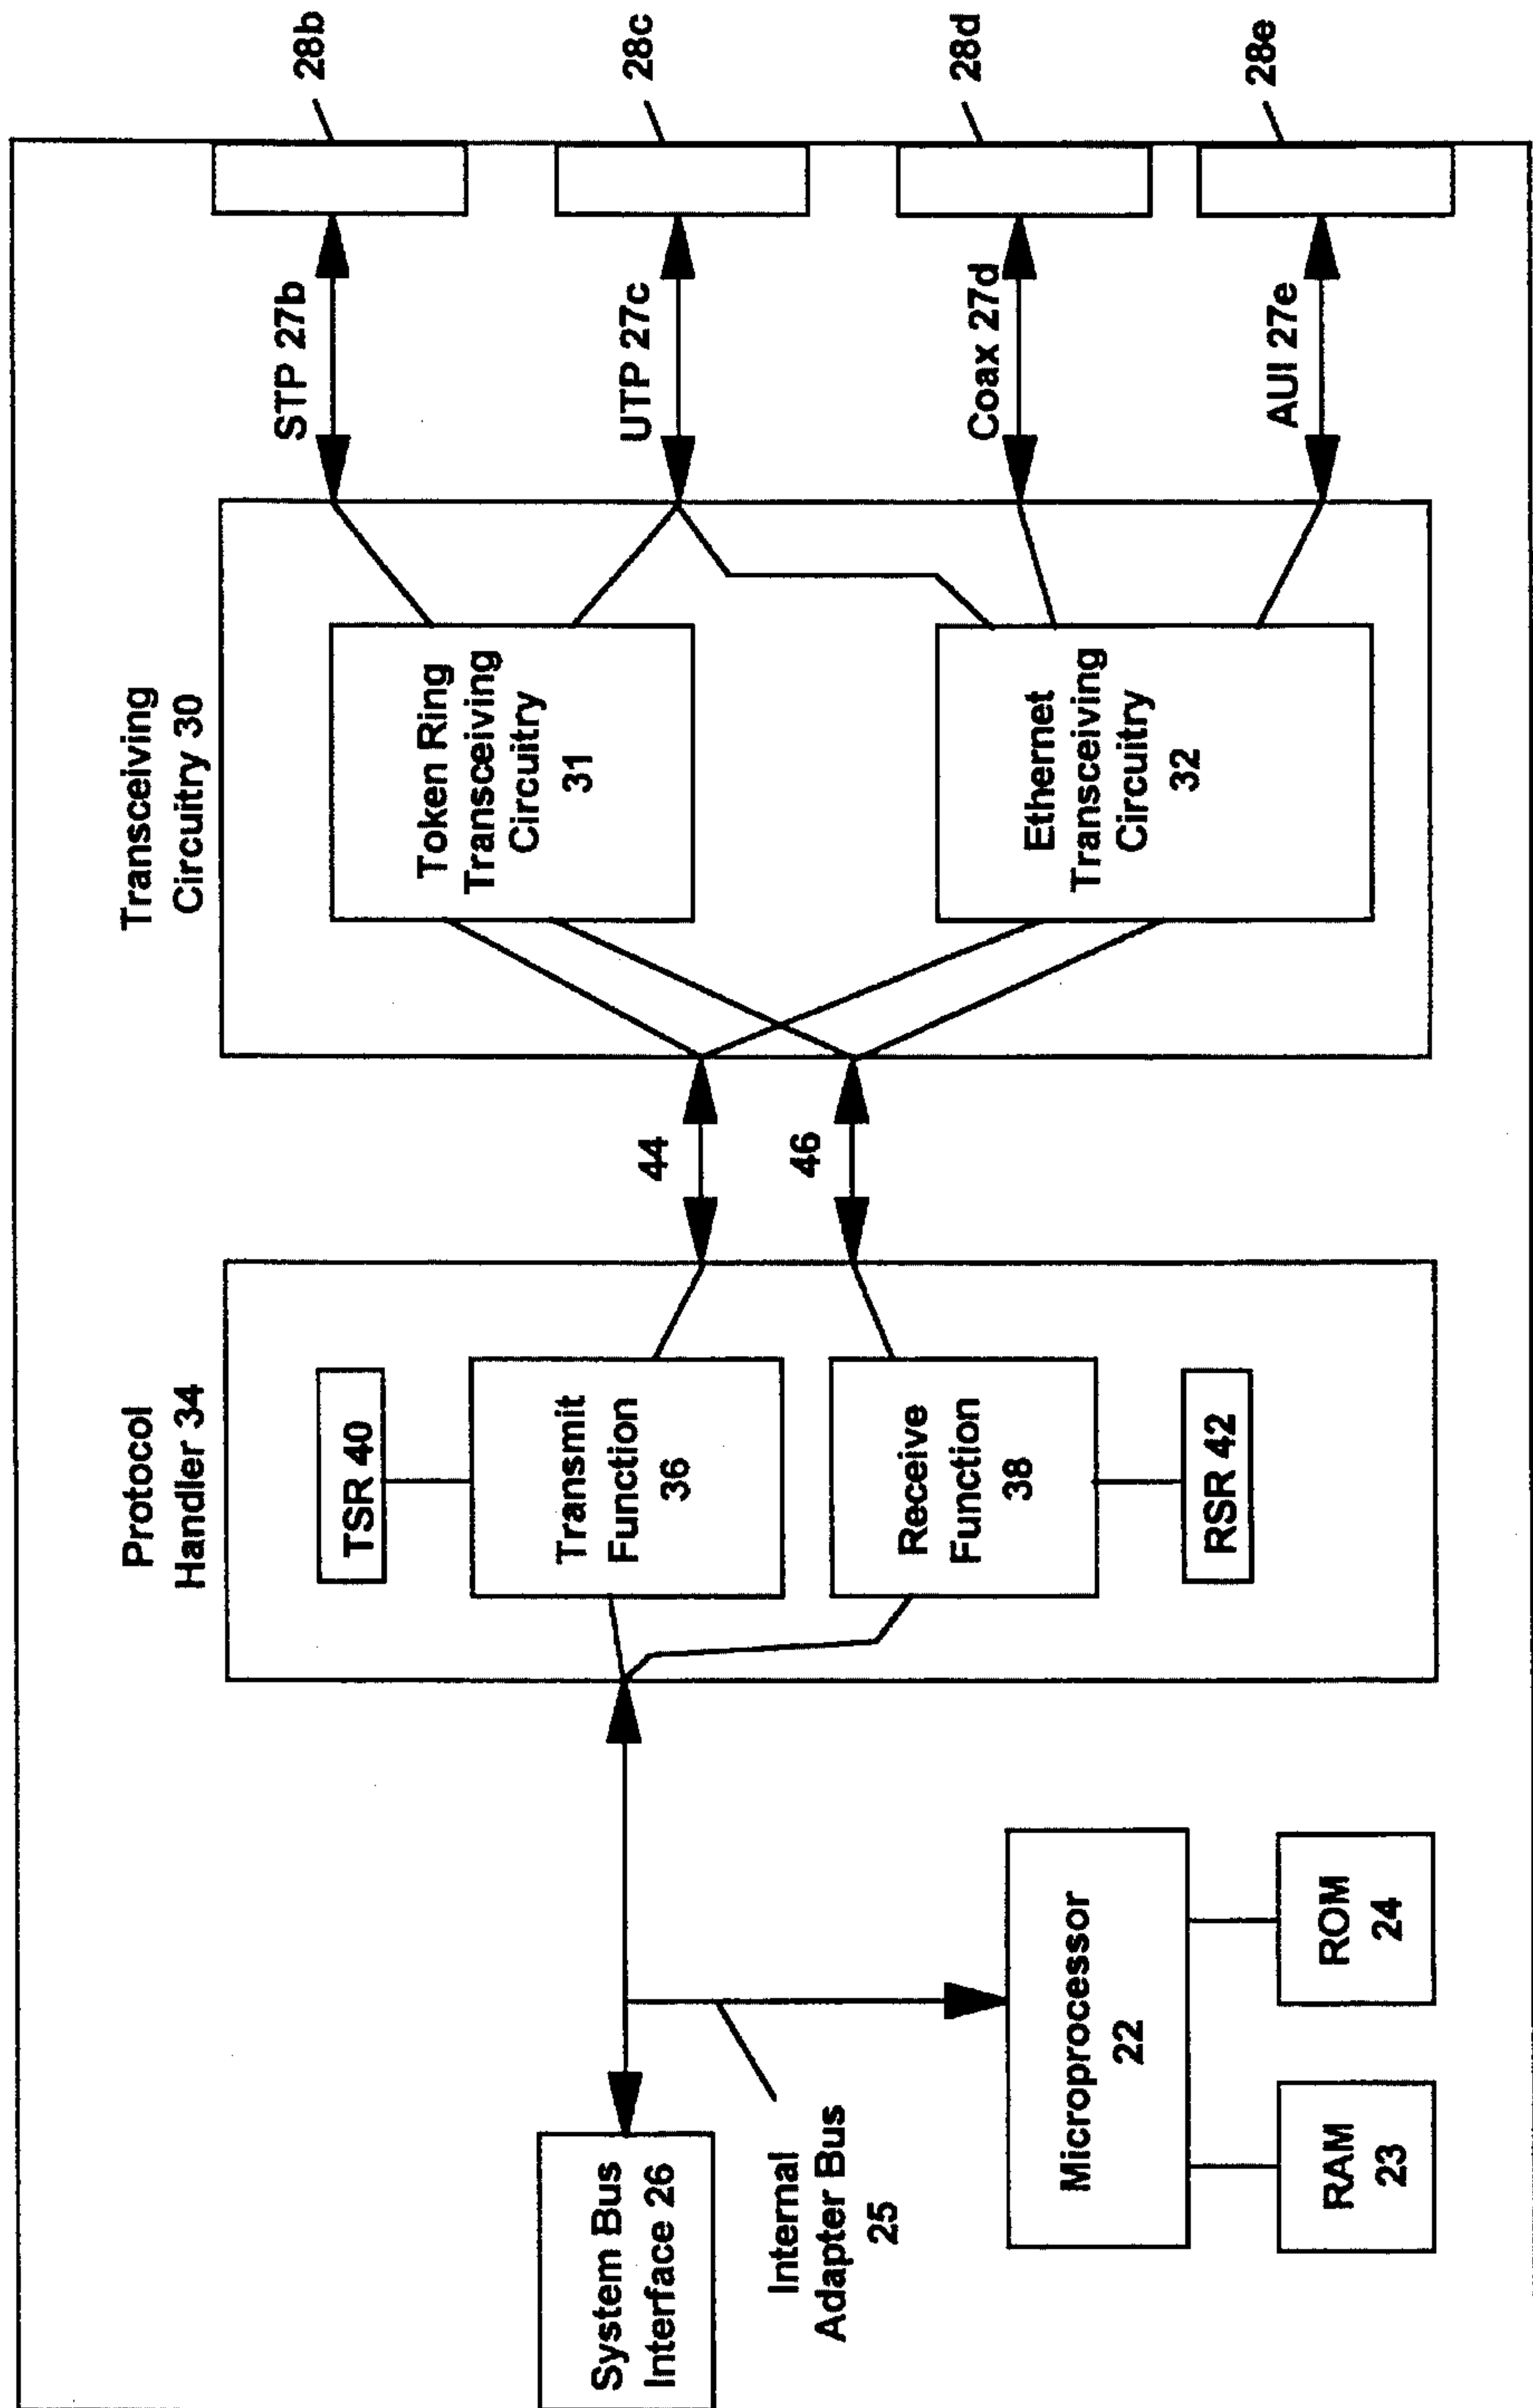 Protocol
Handler 34
Transceiving
Circuitry 30
28b
28c
28d
28e
STP 27b
UTP 27c
Coax 27d
AUI 27e
TSR 40
Transmit
Function
36
Receive
Function
38
RSR 42
44
46
Token Ring
Transceiving
Circuitry
31
Ethernet
Transceiving
Circuitry
32
System Bus
Interface 26
Internal
Adapter Bus
25
Microprocessor
22
RAM
23
ROM
24